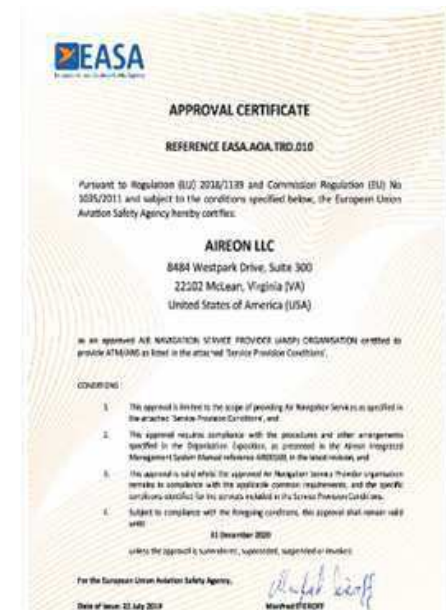 EASA
APPROVAL CERTIFICATE
REFERENCE EASA.AOA.TRD.010
Pursuant to Regulation (EU) 2018/1139 and Commission Regulation (EU) No
1035/2011 and subject to the conditions specified below, the European Union
Aviation Safety Agency hereby certifies:
AIREON LLC
8484 Westpark Drive, Suite 300
22102 McLean, Virginia (VA)
United States of America (USA)
as an approved AIR NAVIGATION SERVICE PROVIDER (ANSP) ORGANISATION certified to
provide ATM/ANS as listed in the attached 'Service Provision Conditions'.
CONDITIONS:
1. This approval is limited to the scope of providing Air Navigation Services as specified in
the attached 'Service Provision Conditions', and
2. This approval requires compliance with the procedures and other arrangements
specified in the Organisation Exposition, as presented in the Aireon Integrated
Management System Manual reference in the latest revision, and
3. This approval is valid whilst the approved Air Navigation Service Provider organisation
remains in compliance with the applicable common requirements, and the specific
conditions identified for the services included in the Service Provision Conditions.
4. Subject to compliance with the foregoing conditions, this approval shall remain valid
until
31 December 2020
unless the approval is surrendered, superseded, suspended or revoked.
For the European Union Aviation Safety Agency,
Date of issue: 22 July 2019